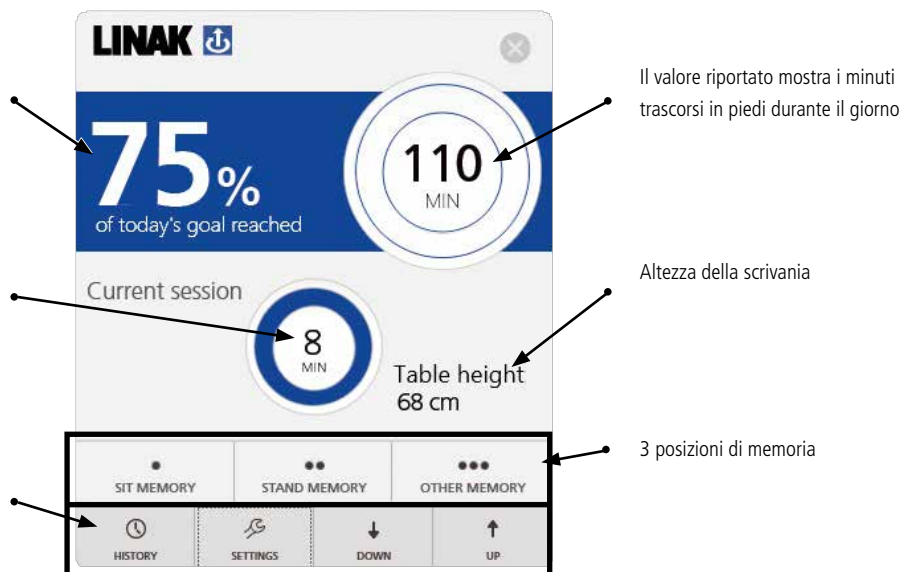 LINAK
Il valore riportato mostra i minuti
trascorsi in piedi durante il giorno
75%
of today's goal reached
110
MIN
Altezza della scrivania
Current session
8
MIN
Table height
68 cm
3 posizioni di memoria
SIT MEMORY
STAND MEMORY
OTHER MEMORY
HISTORY
SETTINGS
DOWN
UP